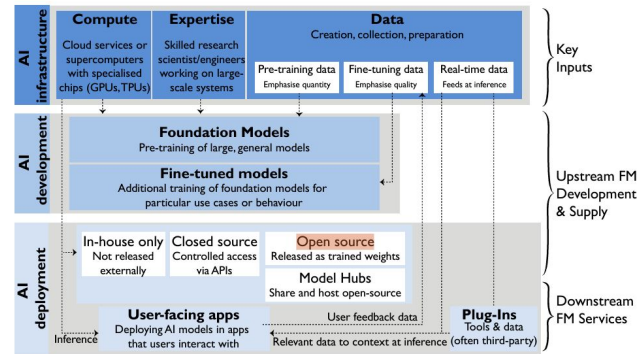 AI
infrastructure
Compute
Cloud services or
supercomputers
with specialised
chips (GPUs, TPUs)
Expertise
Skilled research
scientist/engineers
working on large-
scale systems
Data
Creation, collection, preparation
Pre-training data
Emphasise quantity
Fine-tuning data
Emphasise quality
Real-time data
Feeds at inference
Key
Inputs
AI
development
Foundation Models
Pre-training of large, general models
Fine-tuned models
Additional training of foundation models for
particular use cases or behaviour
Upstream FM
Development
& Supply
AI
deployment
In-house only
Not released
externally
Closed source
Controlled access
via APIs
Open source
Released as trained weights
Model Hubs
Share and host open-source
User-facing apps
Deploying AI models in apps
that users interact with
Inference
User feedback data
Relevant data to context at inference
Plug-Ins
Tools & data
(often third-party)
Downstream
FM Services